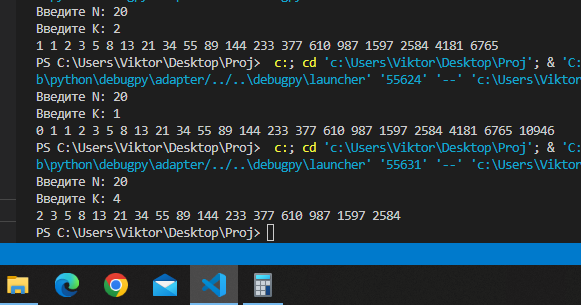 Введите N: 20
Введите K: 2
1 1 2 3 5 8 13 21 34 55 89 144 233 377 610 987 1597 2584 4181 6765
PS C:\Users\Viktor\Desktop\Proj>  c:; cd 'c:\Users\Viktor\Desktop\Proj'; & 'C:
b\python\debugpy\adapter/../..\debugpy\launcher' '55624' '--' 'c:\Users\Viktor
Введите N: 20
Введите K: 1
0 1 1 2 3 5 8 13 21 34 55 89 144 233 377 610 987 1597 2584 4181 6765 10946
PS C:\Users\Viktor\Desktop\Proj>  c:; cd 'c:\Users\Viktor\Desktop\Proj'; & 'C:
b\python\debugpy\adapter/../..\debugpy\launcher' '55631' '--' 'c:\Users\Viktor
Введите N: 20
Введите K: 4
2 3 5 8 13 21 34 55 89 144 233 377 610 987 1597 2584
PS C:\Users\Viktor\Desktop\Proj>